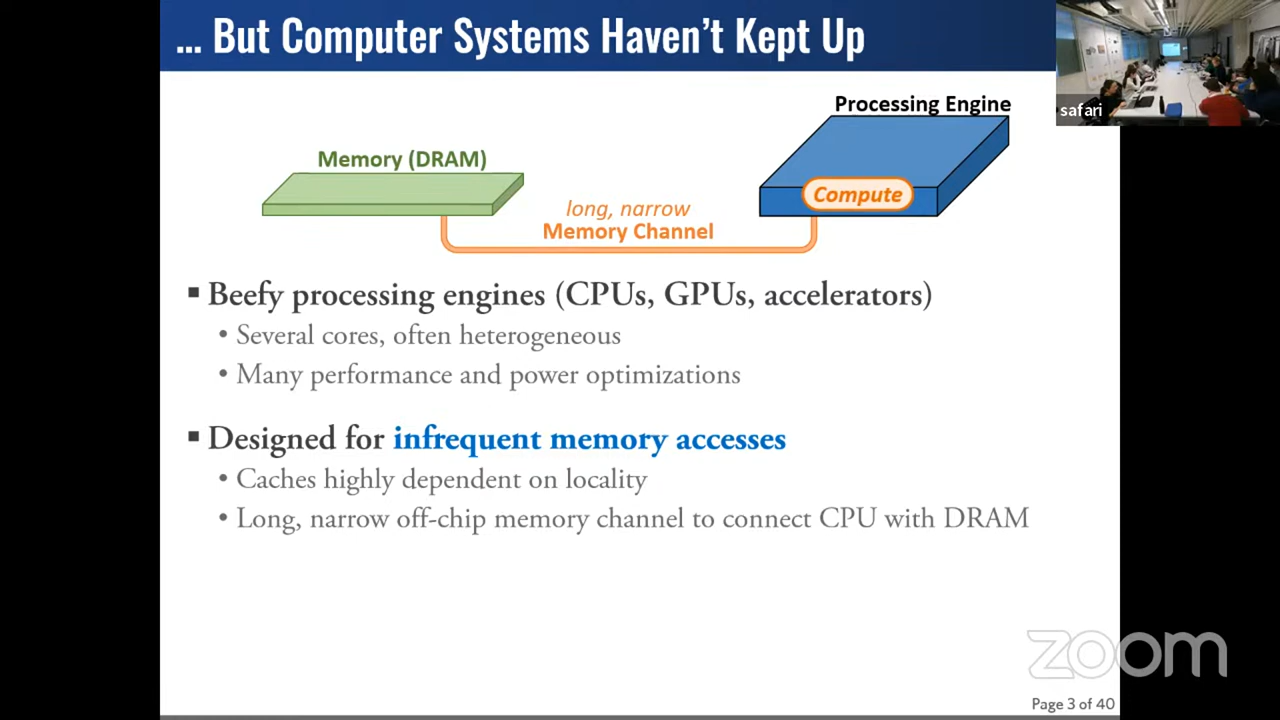 ... But Computer Systems Haven't Kept Up
safari
Processing Engine
Memory (DRAM)
Compute
long, narrow
Memory Channel
▪ Beefy processing engines (CPUs, GPUs, accelerators)
• Several cores, often heterogeneous
• Many performance and power optimizations
▪ Designed for infrequent memory accesses
• Caches highly dependent on locality
• Long, narrow off-chip memory channel to connect CPU with DRAM
zoom
Page 3 of 40